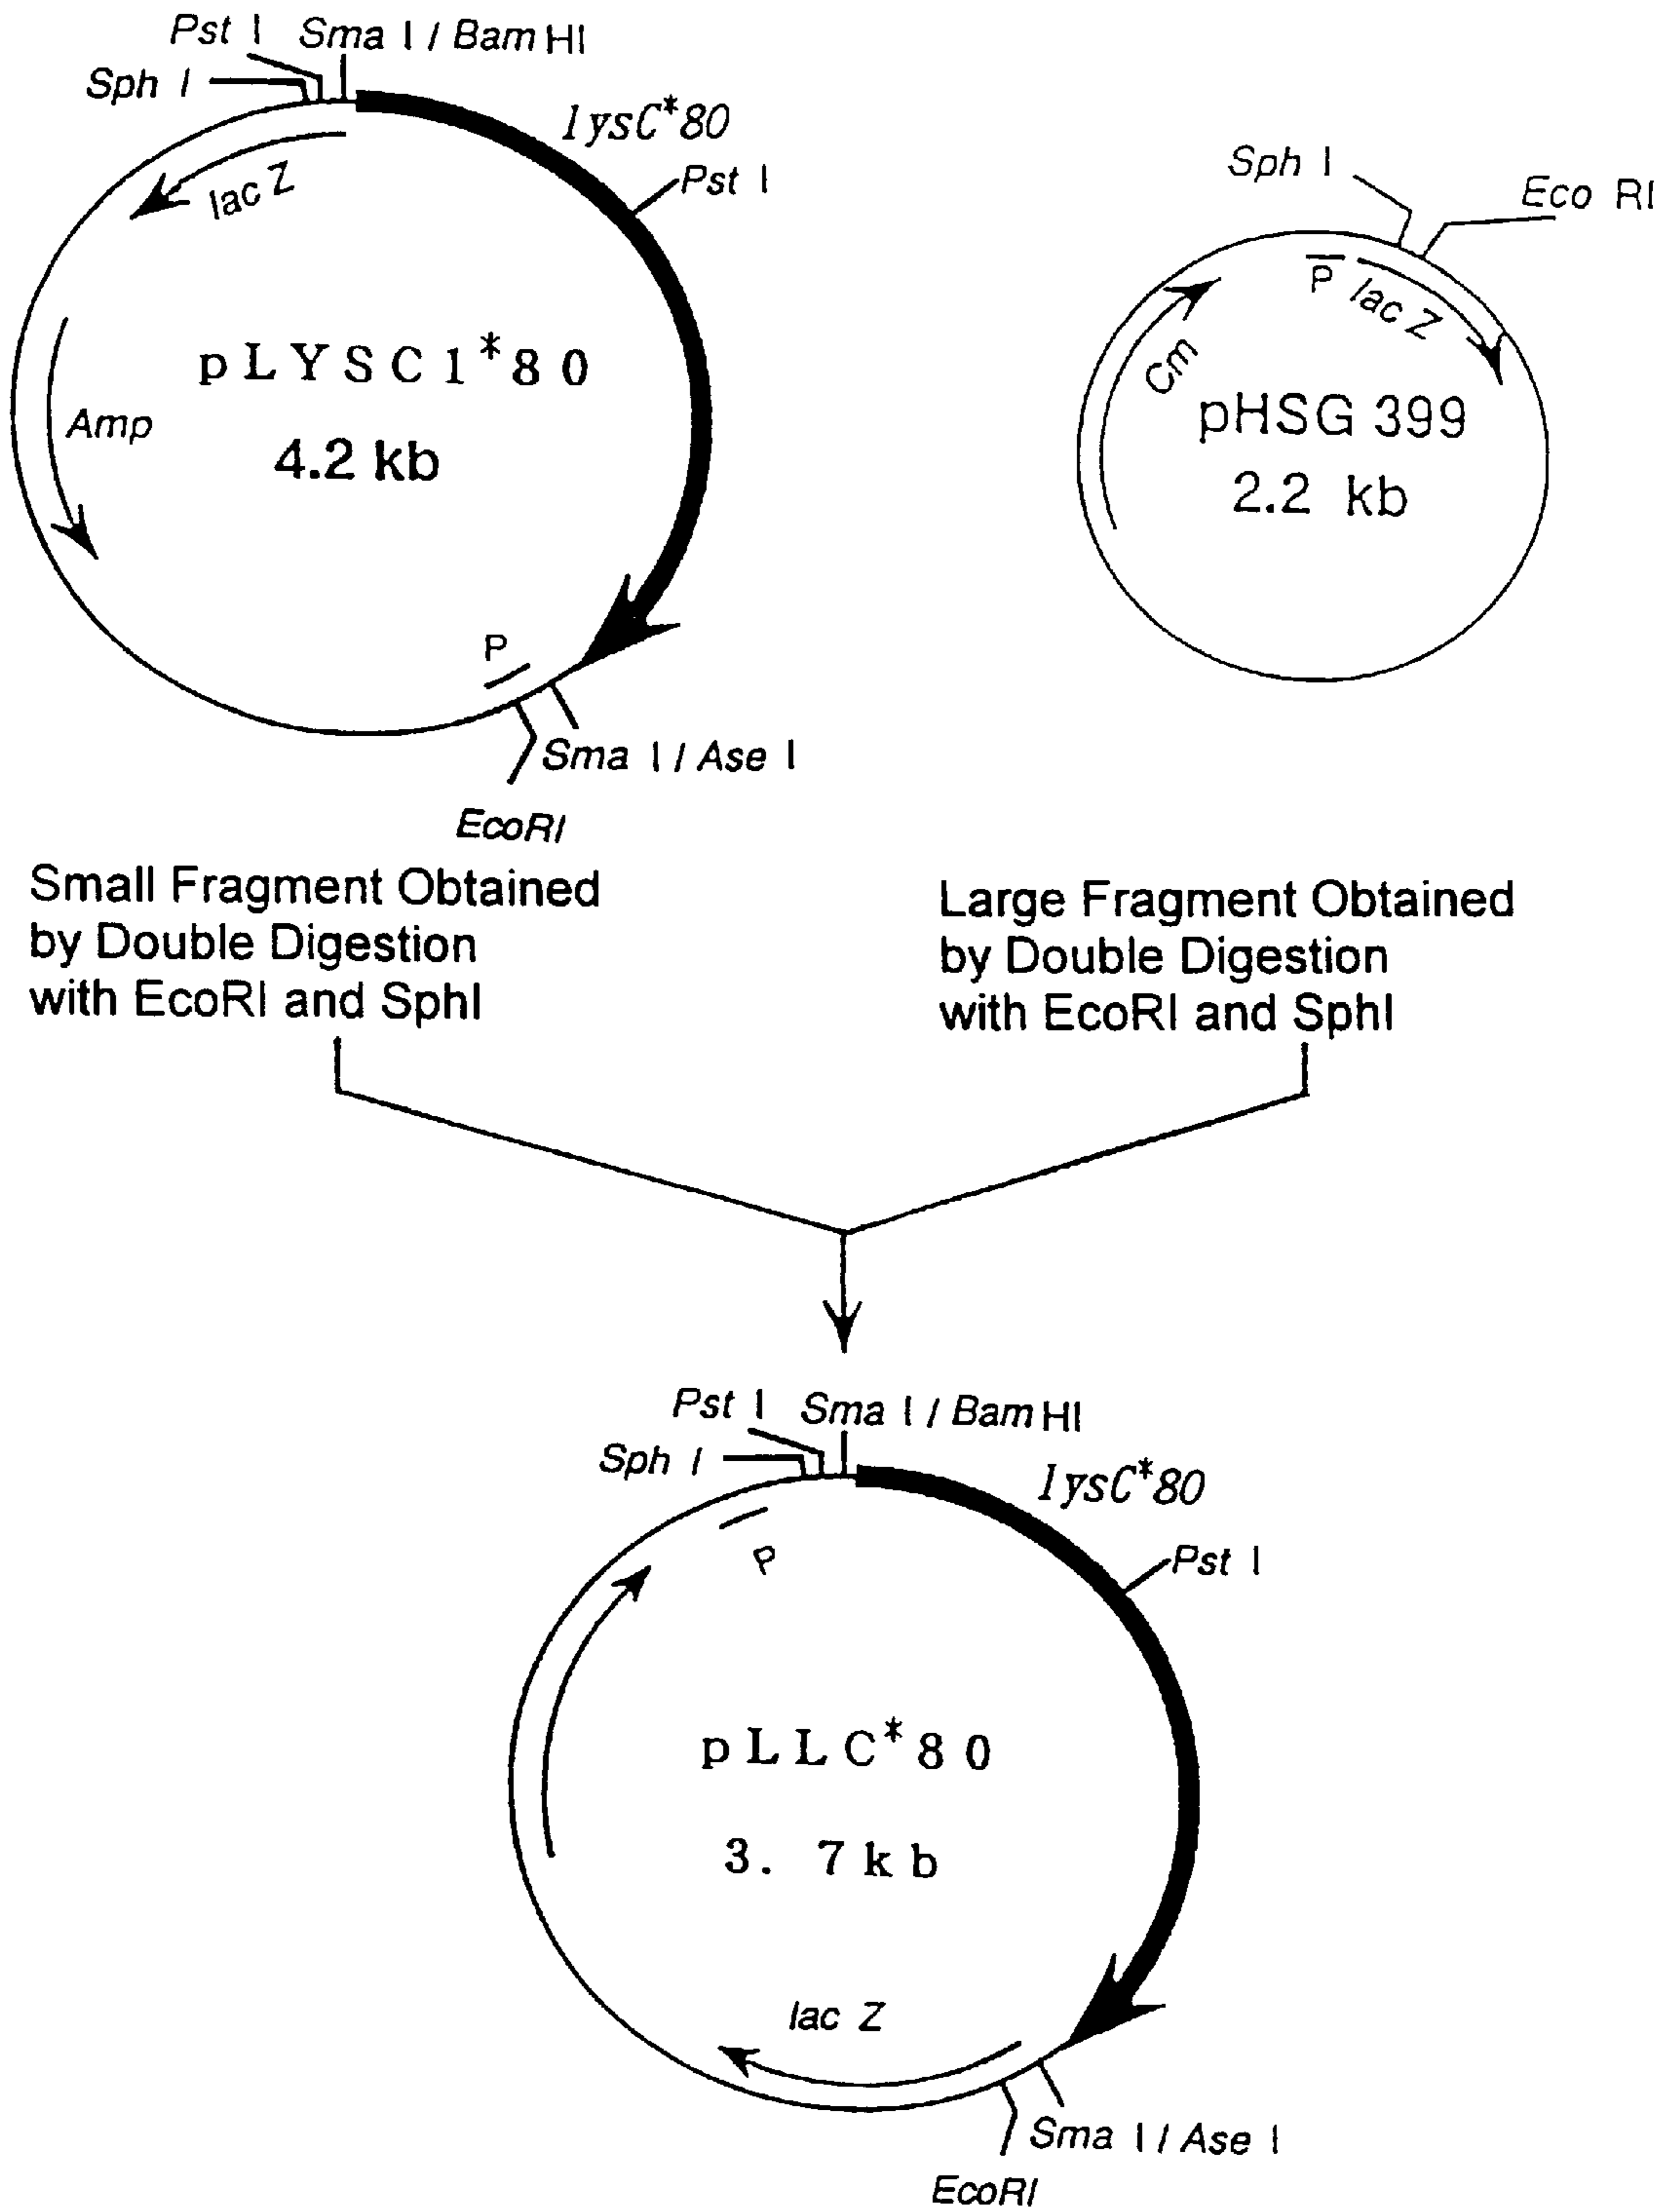 Pst I Sma I / Bam HI
Sph I
lysC*80
Pst I
lac Z
pLYSC1*80
4.2 kb
Amp
P
Sma I / Ase I
EcoRI
Sph I
Eco RI
P lac Z
Cm
pHSG 399
2.2 kb
Small Fragment Obtained
by Double Digestion
with EcoRI and SphI
Large Fragment Obtained
by Double Digestion
with EcoRI and SphI
Pst I Sma I / Bam HI
Sph I
lysC*80
Pst I
P
pLLC*80
3. 7kb
lac Z
Sma I / Ase I
EcoRI